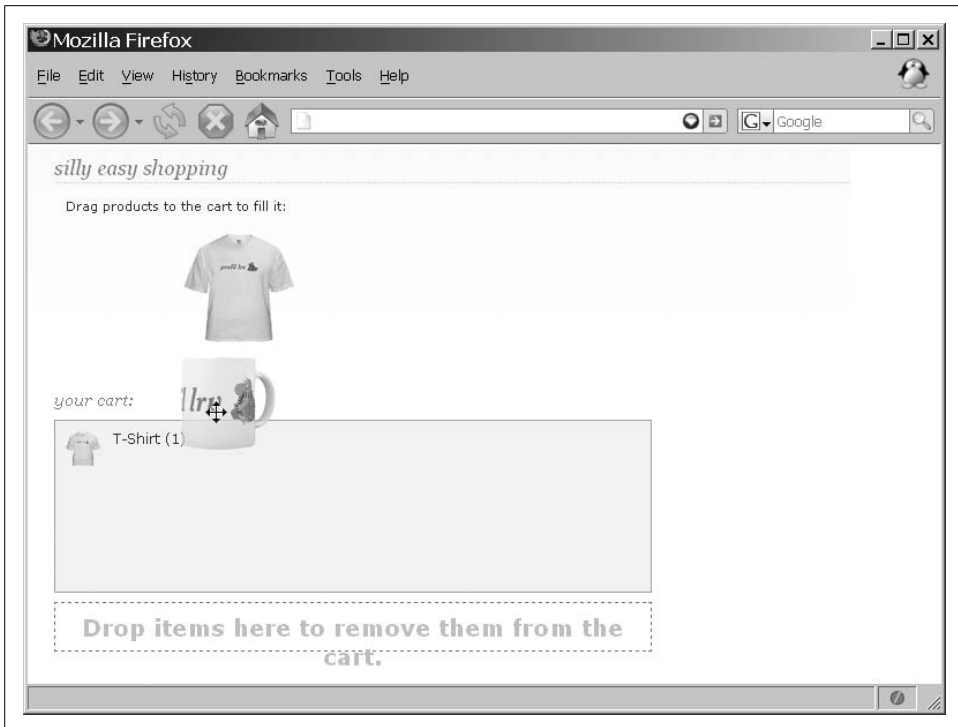 Mozilla Firefox
File Edit View History Bookmarks Tools Help
G Google
silly easy shopping
Drag products to the cart to fill it:
your cart:
T-Shirt (1)
Drop items here to remove them from the
cart.